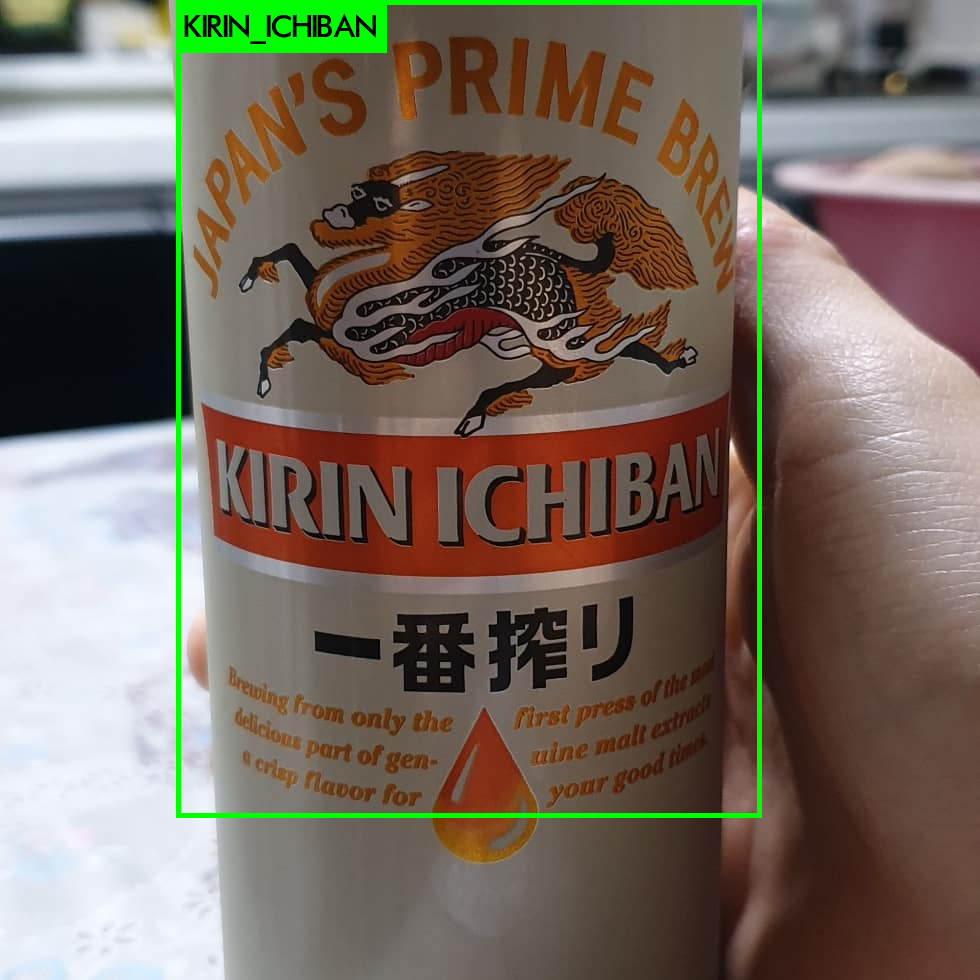 KIRIN_ICHIBAN
JAPAN'S PRIME BREW
KIRIN ICHIBAN
一番搾り
Brewing from only the first press of the most
delicious part of gen- uine malt extracts
a crisp flavor for your good times.